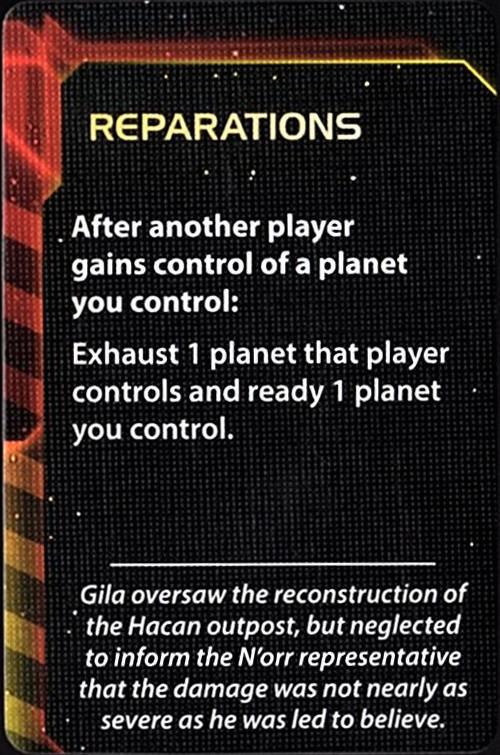 REPARATIONS
After another player
gains control of a planet
you control:
Exhaust 1 planet that player
controls and ready 1 planet
you control.
Gila oversaw the reconstruction of
the Hacan outpost, but neglected
to inform the N'orr representative
that the damage was not nearly as
severe as he was led to believe.